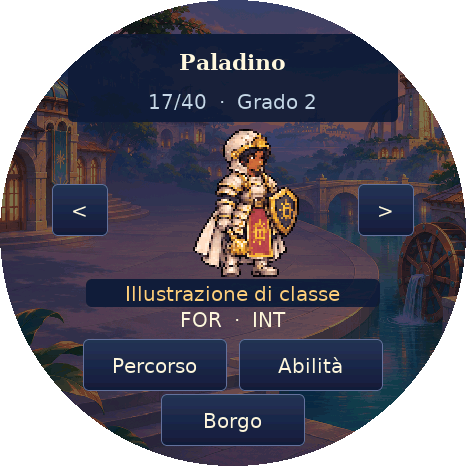 Paladino
17/40 · Grado 2
< >
Illustrazione di classe
FOR · INT
Percorso Abilità
Borgo